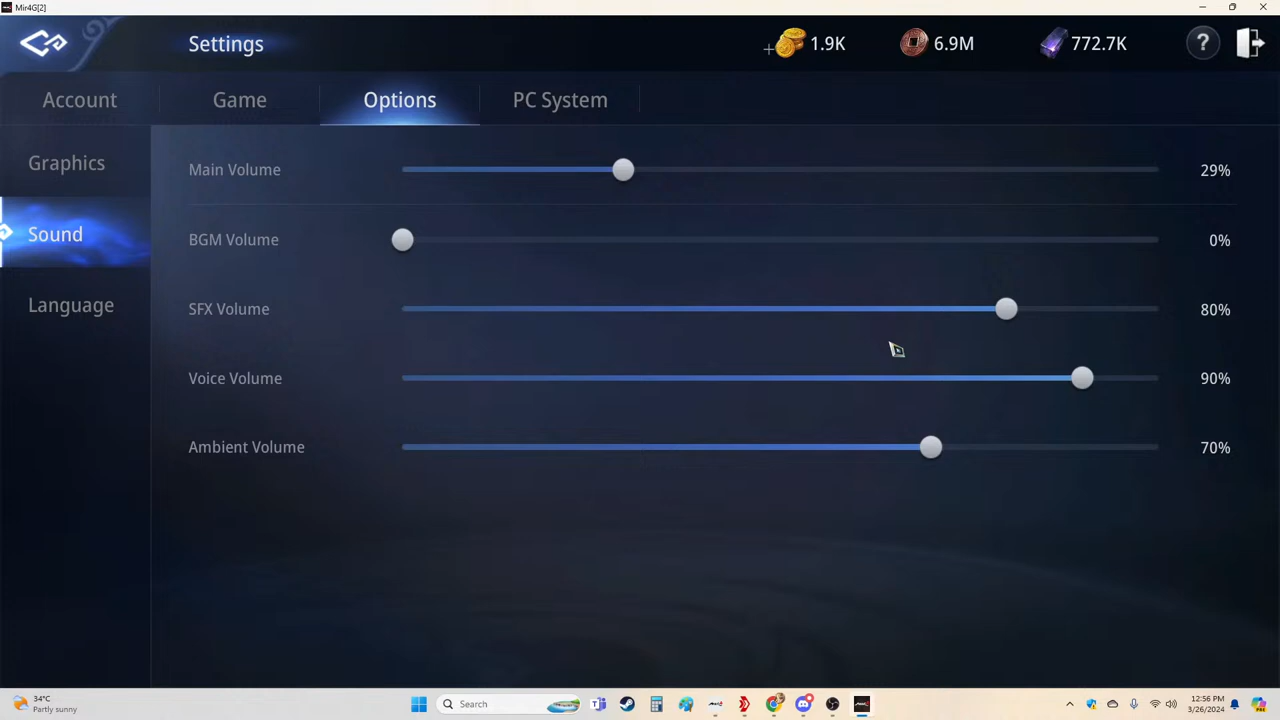 Mir4G[2]
Settings
1.9K
6.9M
772.7K
?
Account
Game
Options
PC System
Graphics
Sound
Language
Main Volume
29%
BGM Volume
0%
SFX Volume
80%
Voice Volume
90%
Ambient Volume
70%
34°C
Partly sunny
Search
12:56 PM
3/26/2024